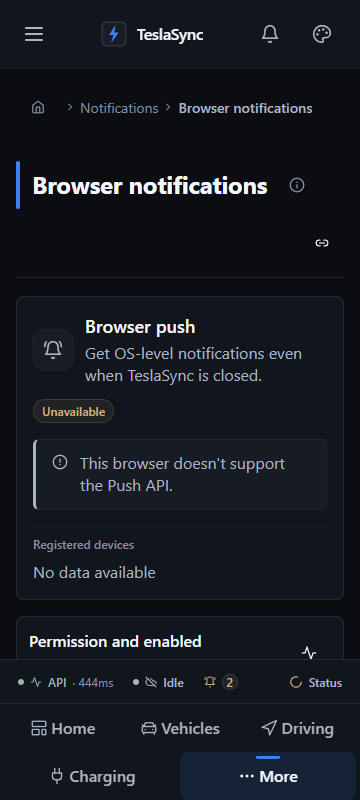 TeslaSync
Notifications
Browser notifications
Browser notifications
Browser push
Get OS-level notifications even
when TeslaSync is closed.
Unavailable
This browser doesn't support
the Push API.
Registered devices
No data available
Permission and enabled
API · 444ms
Idle
2
Status
Home
Vehicles
Driving
Charging
More